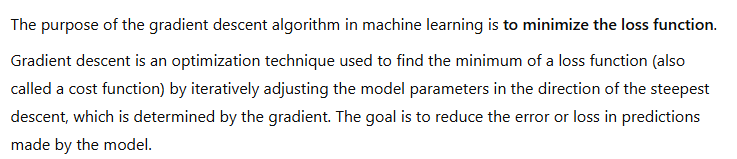 The purpose of the gradient descent algorithm in machine learning is to minimize the loss function.
Gradient descent is an optimization technique used to find the minimum of a loss function (also
called a cost function) by iteratively adjusting the model parameters in the direction of the steepest
descent, which is determined by the gradient. The goal is to reduce the error or loss in predictions
made by the model.